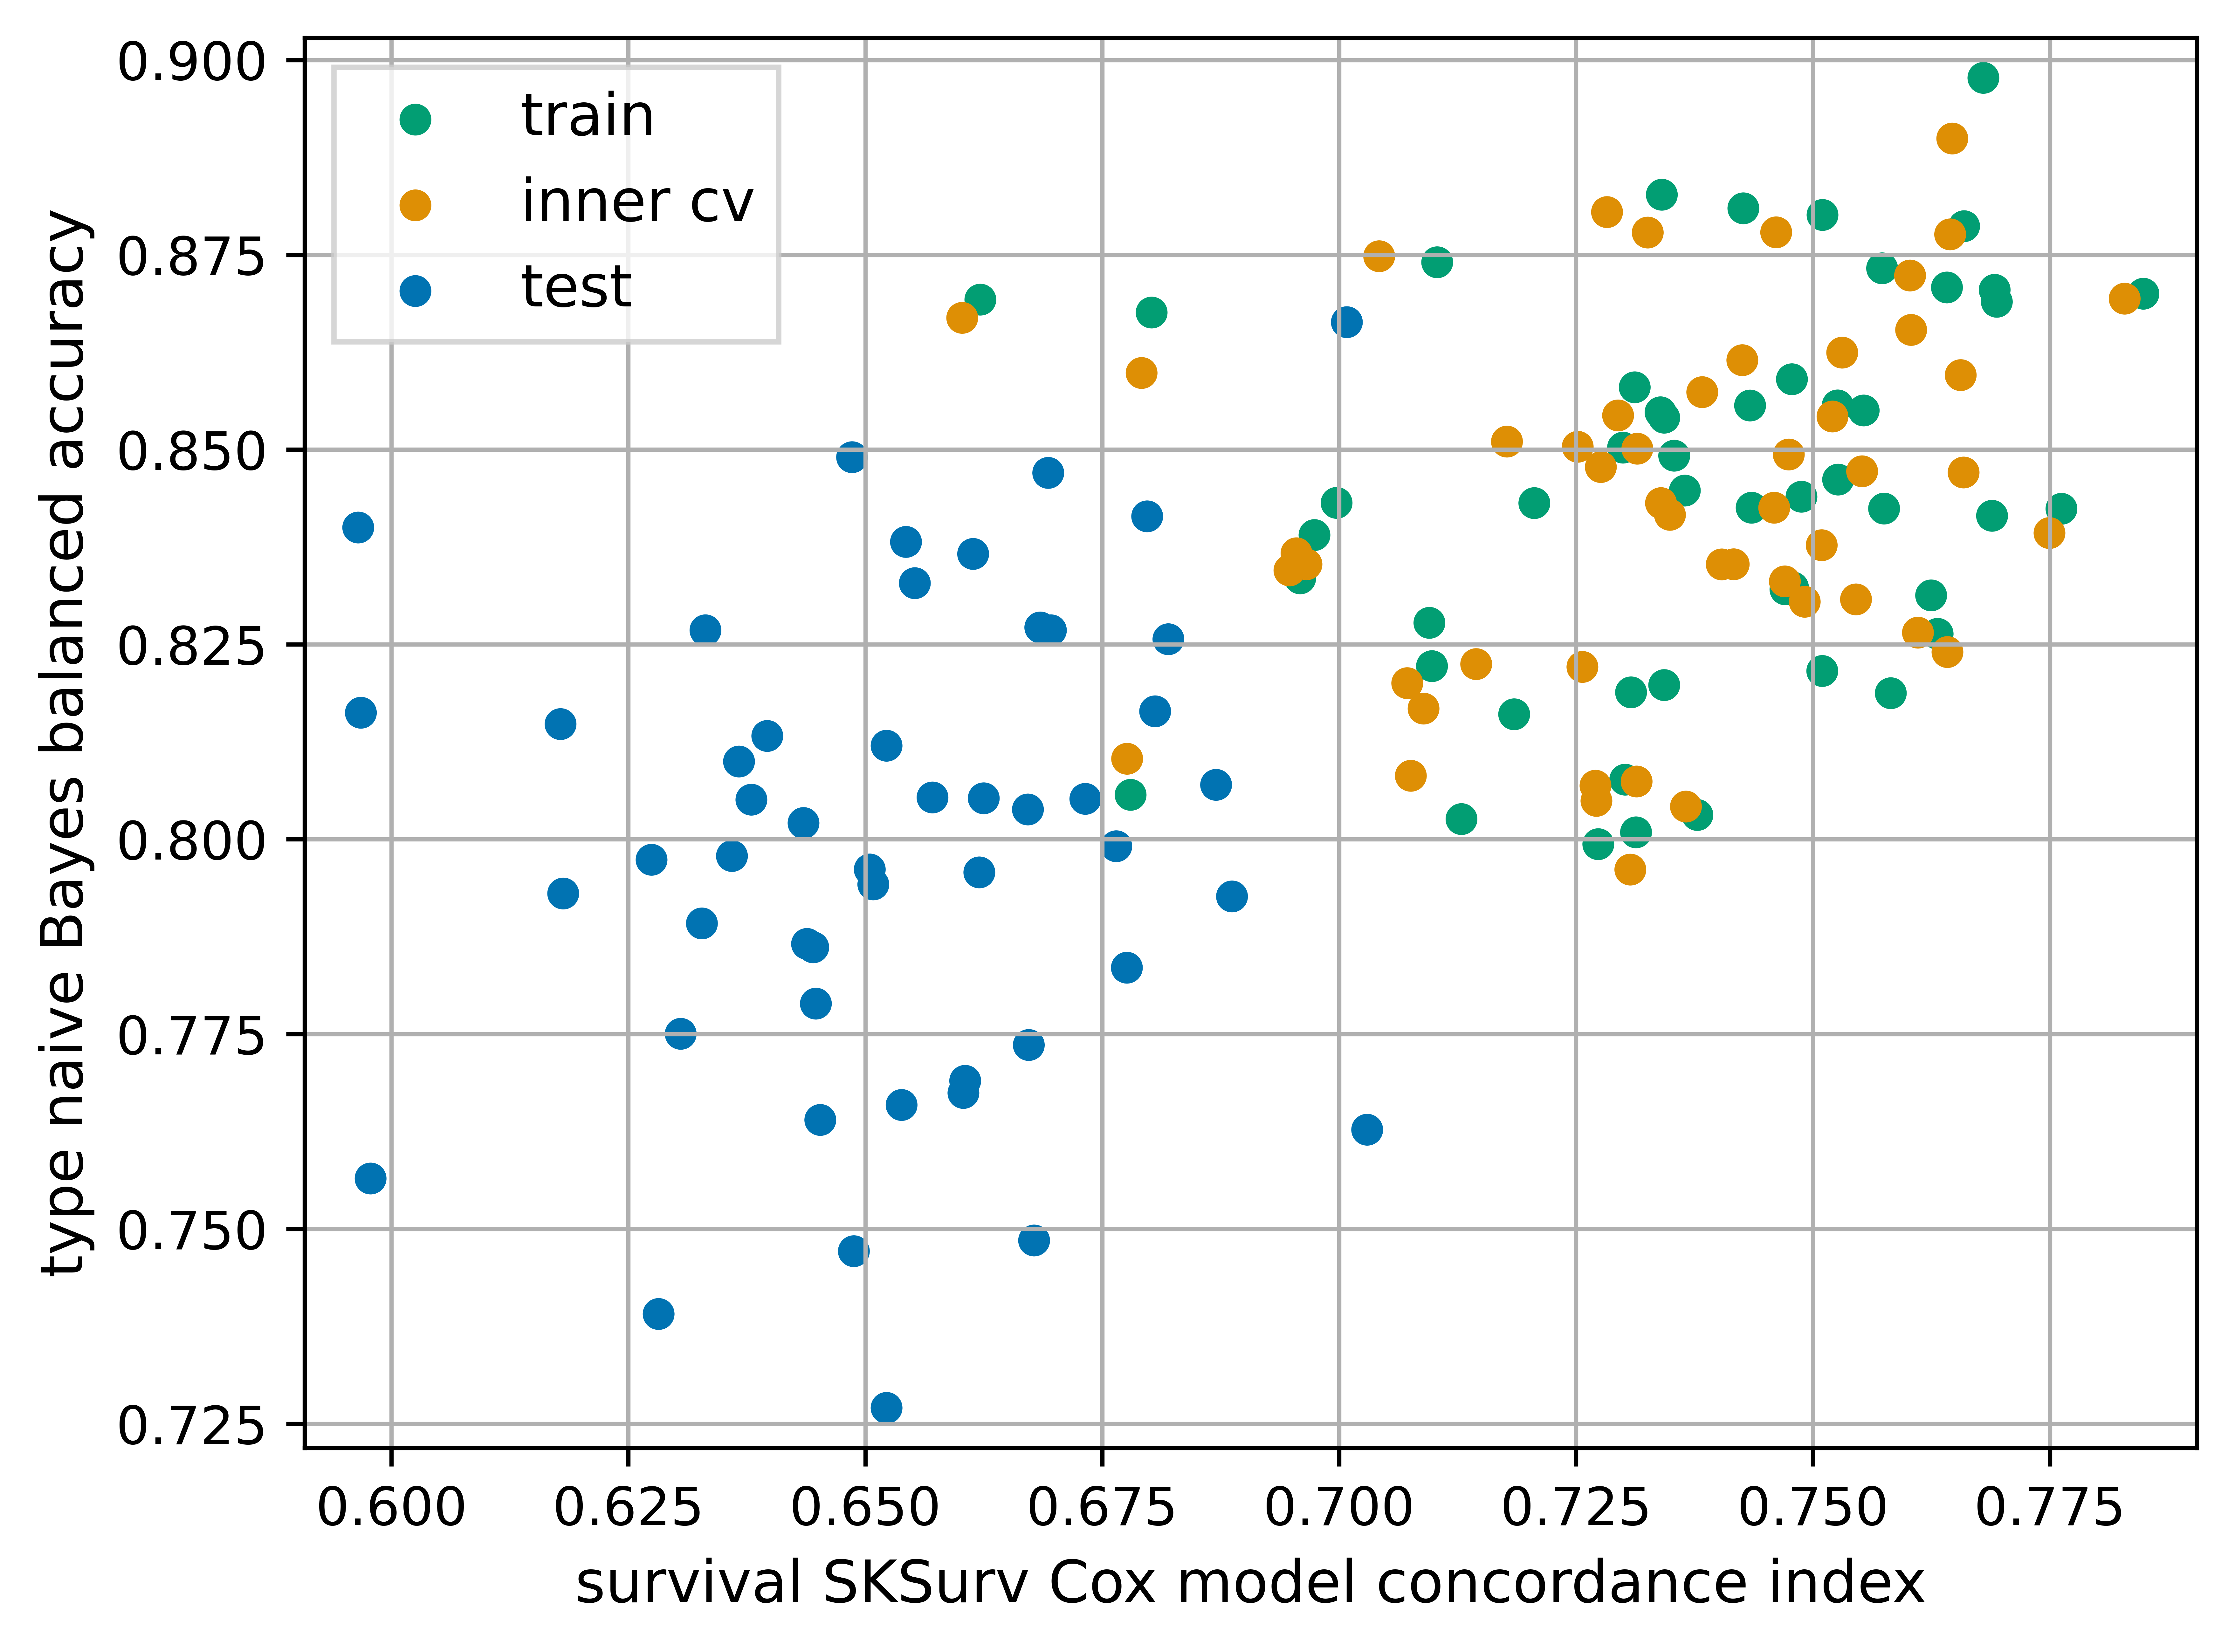 train
inner cv
test
type naive Bayes balanced accuracy
0.900
0.875
0.850
0.825
0.800
0.775
0.750
0.725
0.600 0.625 0.650 0.675 0.700 0.725 0.750 0.775
survival SKSurv Cox model concordance index